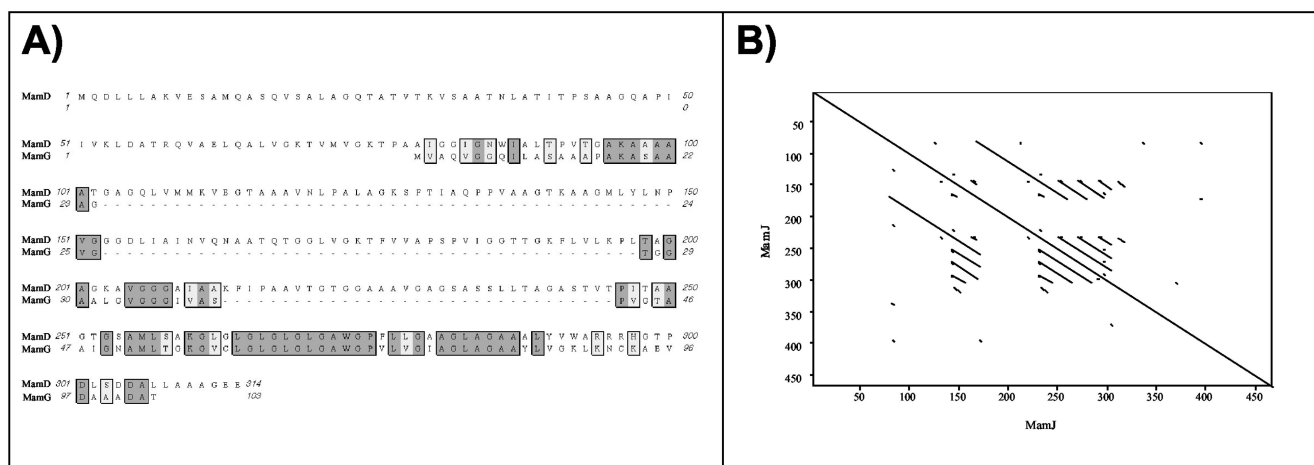 A)
MamD 1 M Q D L L L A K V E S A M Q A S Q V S A L A G Q T A T V T K V S A A T N L A T I T P S A A G Q A P I 50
1 0
MamD 51 I V K L D A T R Q V A E L Q A L V G K T V M V G K T P A A I G G I G N W I A L T P V T G A K A A A A 100
MamG 1 M V A Q V G G Q I L A S A A A P A K A S A A 22
MamD 101 A T G A G Q L V M M K V E G T A A A V N L P A L A G K S F T I A Q P P V A A G T K A A G M L Y L N P 150
MamG 23 A G - - - - - - - - - - - - - - - - - - - - - - - - - - - - - - - - - - - - - - - - - - - - - - - - 24
MamD 151 V G G G D L I A I N V Q N A A T Q T G G L V G K T F V V A P S P V I G G T T G K F L V L K P L T A G 200
MamG 25 V G - - - - - - - - - - - - - - - - - - - - - - - - - - - - - - - - - - - - - - - - - - - - - T G G 29
MamD 201 A G K A V G G G A I A A K F I P A A V T G T G G A A A V G A G S A S S L L T A G A S T V T P I T A A 250
MamG 30 A A L G V G G G I V A S - - - - - - - - - - - - - - - - - - - - - - - - - - - - - - - - - P V G T A 46
MamD 251 G T G S A M L S A K G L G L G L G L G L G A W G P F L L G A A G L A G A A A L Y V W A R R R H G T P 300
MamG 47 A I G N A M L T G K G V C L G L G L G L G A W G P V L V G I A G L A G A A Y L V G K L K N C K A E V 96
MamD 301 D L S D D A L L A A A G E E 314
MamG 97 D A A A D A T 103
B)
50
100
150
200
250
300
350
400
450
MamJ
50 100 150 200 250 300 350 400 450
MamJ